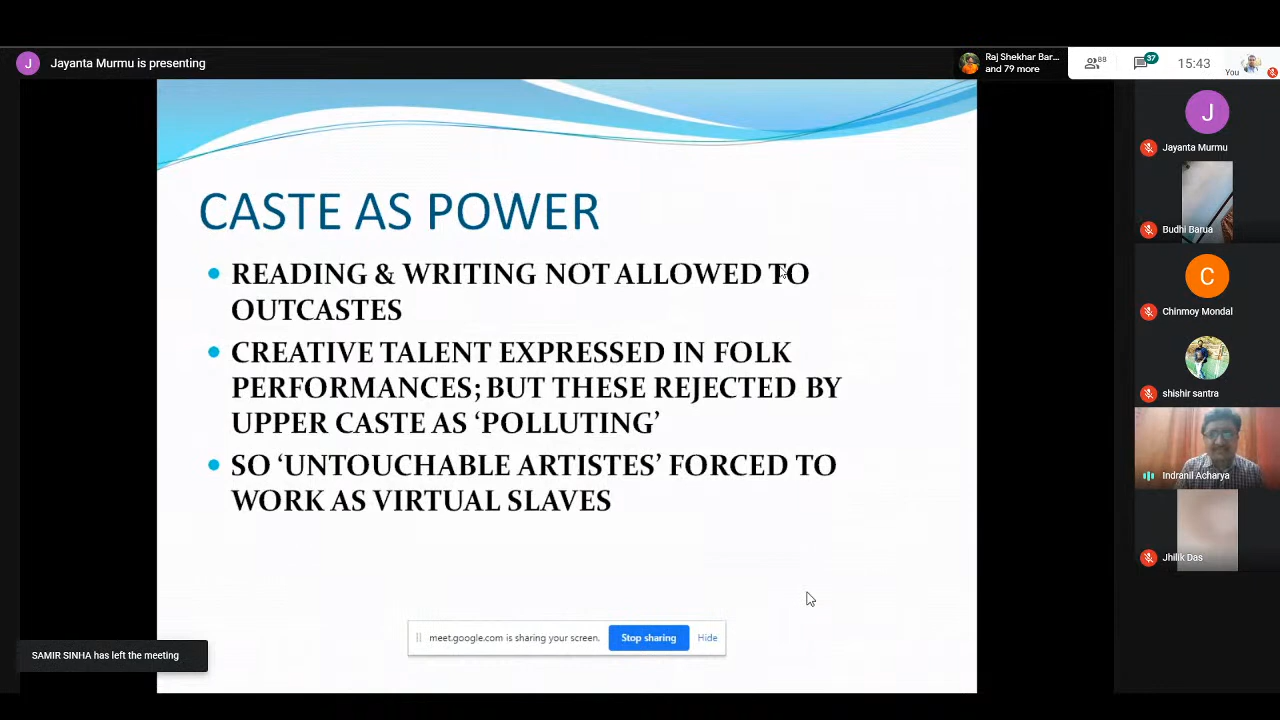 J
Jayanta Murmu is presenting
Raj Shekhar Bar...
and 79 more
88
37
15:43
You
CASTE AS POWER
READING & WRITING NOT ALLOWED TO
OUTCASTES
CREATIVE TALENT EXPRESSED IN FOLK
PERFORMANCES; BUT THESE REJECTED BY
UPPER CASTE AS ‘POLLUTING’
SO ‘UNTOUCHABLE ARTISTES’ FORCED TO
WORK AS VIRTUAL SLAVES
meet.google.com is sharing your screen.
Stop sharing
Hide
SAMIR SINHA has left the meeting
J
Jayanta Murmu
Budhi Barua
C
Chinmoy Mondal
shishir santra
Indranil Acharya
Jhilik Das